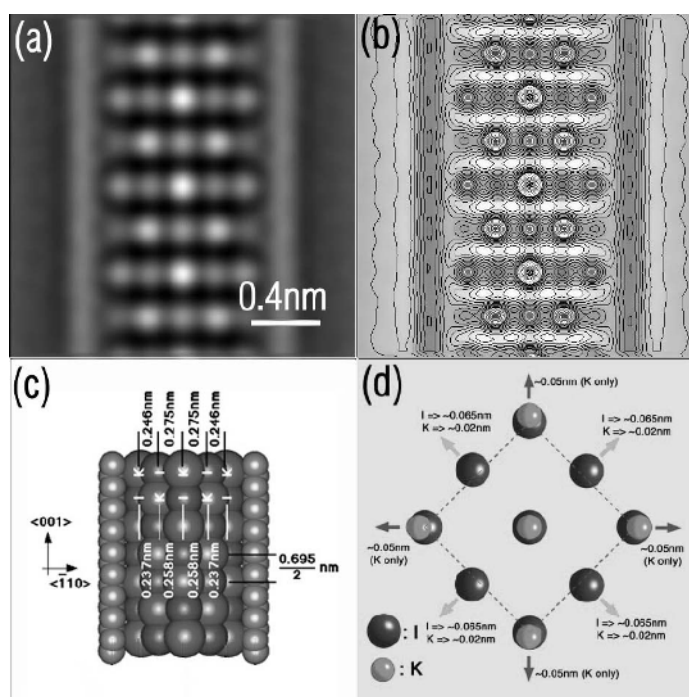 (a)
0.4nm
(b)
(c)
0.246nm
0.275nm
0.275nm
0.246nm
K I K I K
I K I K I
0.237nm
0.258nm
0.258nm
0.237nm
<001>
<1̄10>
0.695
2
nm
(d)
~0.05nm (K only)
I => ~0.065nm
K => ~0.02nm
I => ~0.065nm
K => ~0.02nm
~0.05nm
(K only)
~0.05nm
(K only)
I => ~0.065nm
K => ~0.02nm
I => ~0.065nm
K => ~0.02nm
: I
: K
~0.05nm (K only)